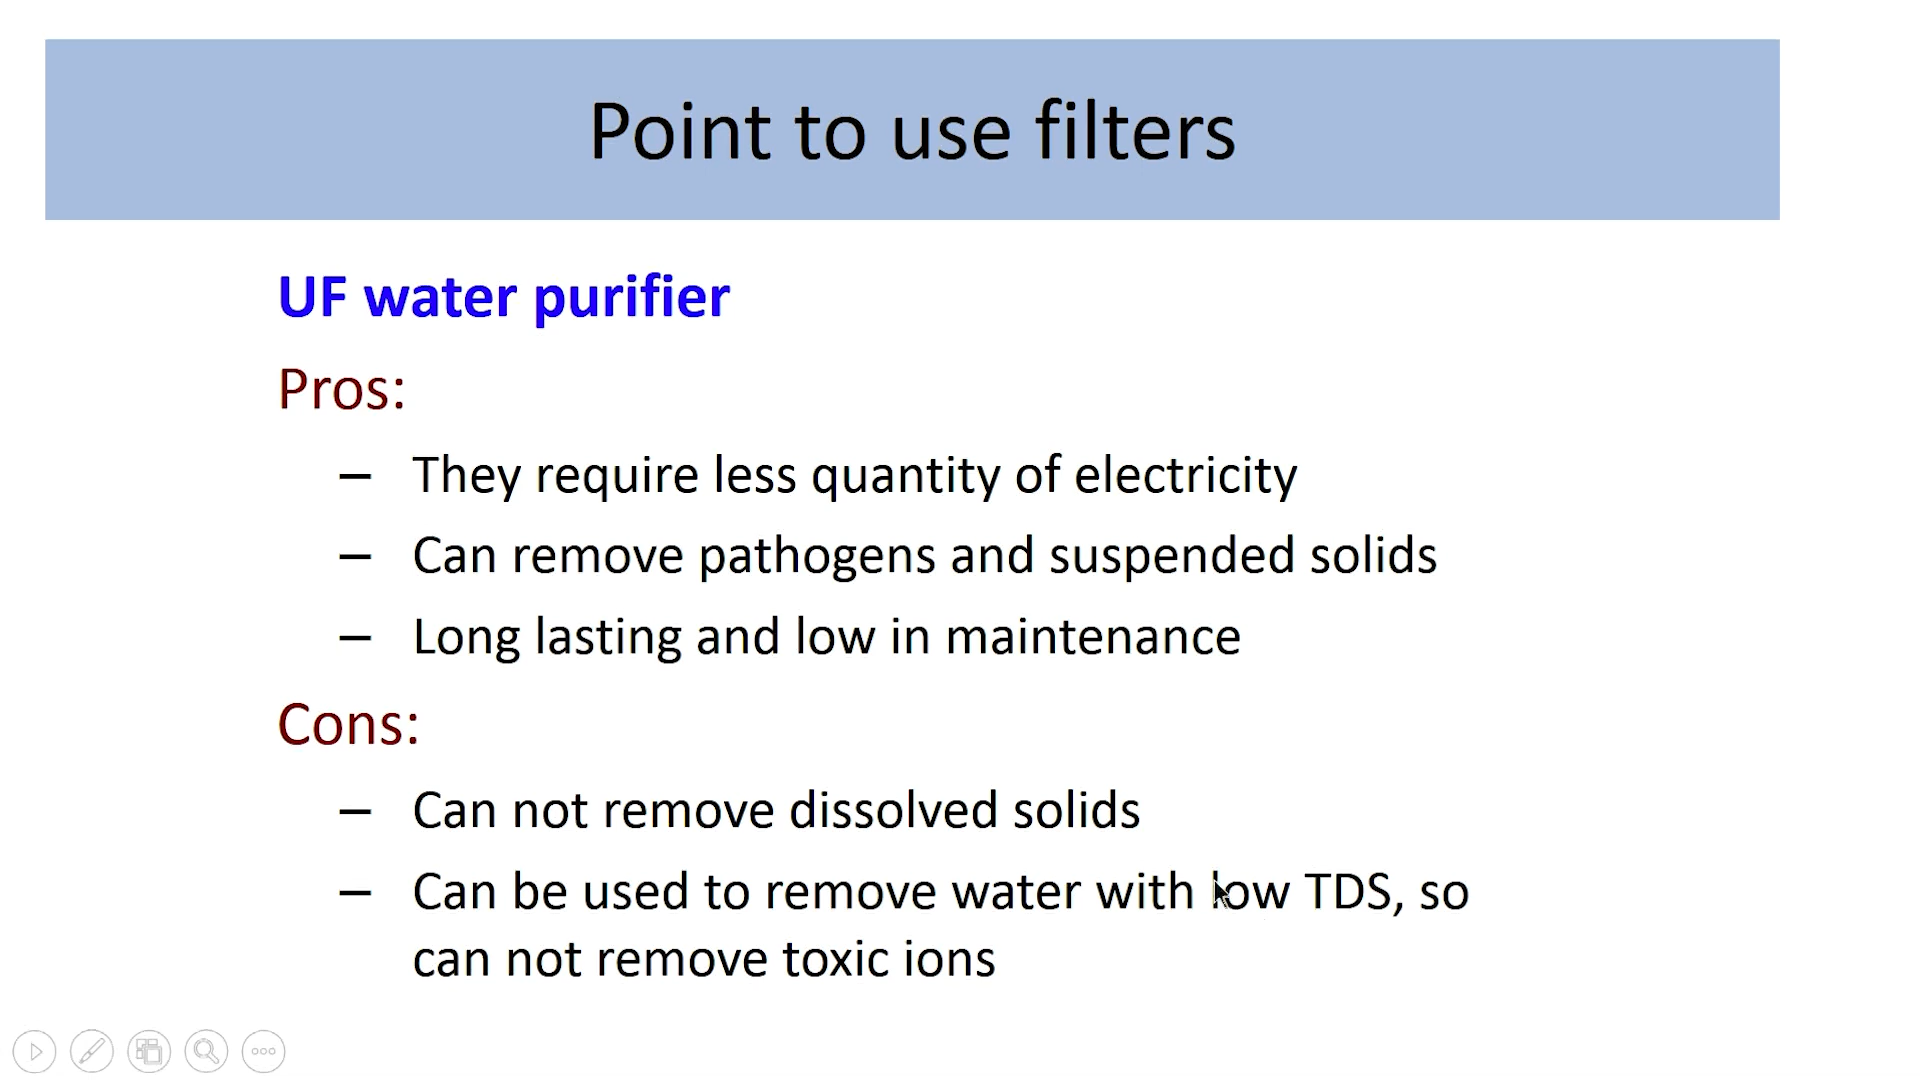 Point to use filters
UF water purifier
Pros:
– They require less quantity of electricity
– Can remove pathogens and suspended solids
– Long lasting and low in maintenance
Cons:
– Can not remove dissolved solids
– Can be used to remove water with low TDS, so
can not remove toxic ions